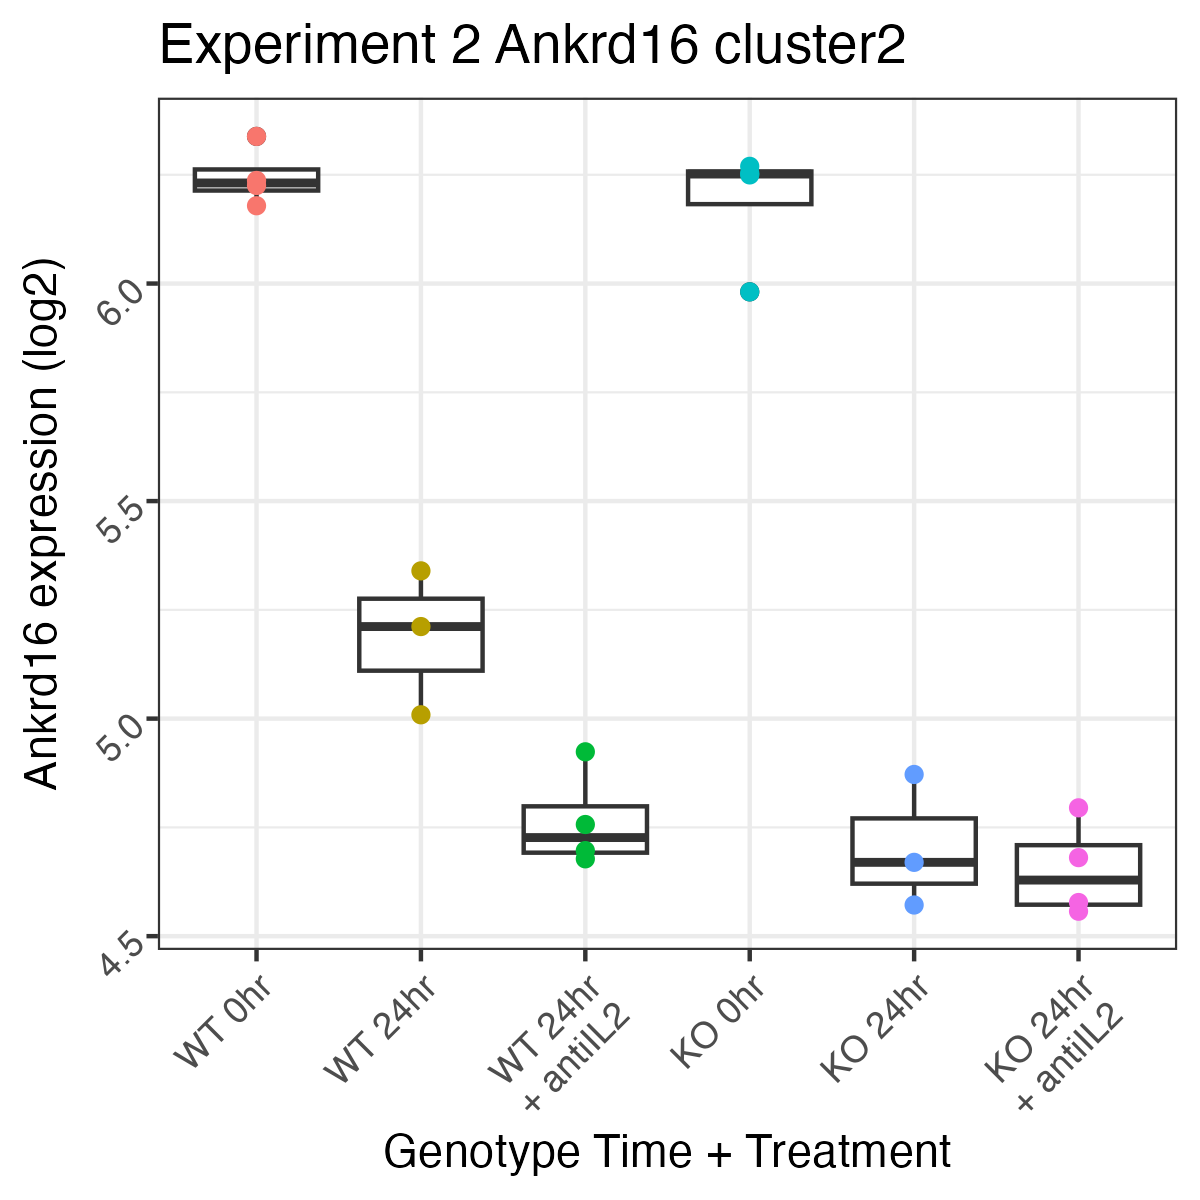 Experiment 2 Ankrd16 cluster2
Ankrd16 expression (log2)
6.0
5.5
5.0
4.5
WT 0hr
WT 24hr
WT 24hr
+ antiIL2
KO 0hr
KO 24hr
KO 24hr
+ antiIL2
Genotype Time + Treatment